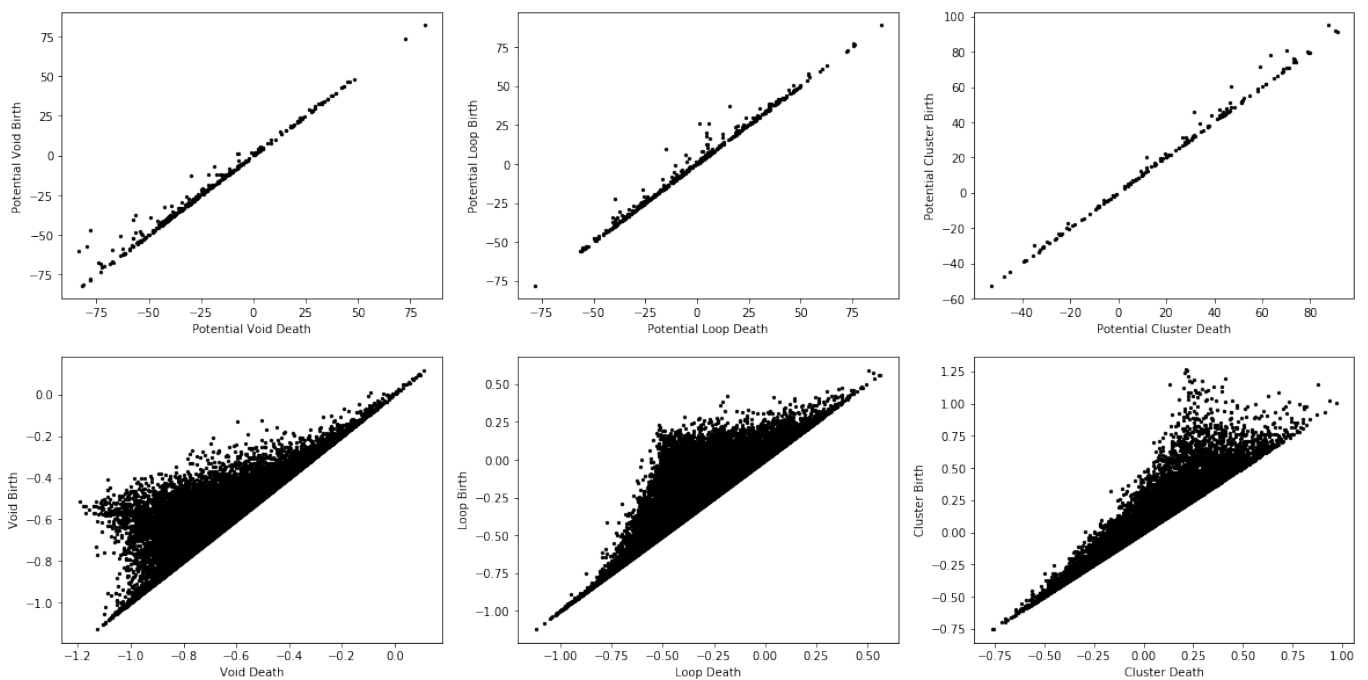 75
50
25
0
−25
−50
−75
Potential Void Birth
−75 −50 −25 0 25 50 75
Potential Void Death
75
50
25
0
−25
−50
−75
Potential Loop Birth
−75 −50 −25 0 25 50 75
Potential Loop Death
100
80
60
40
20
0
−20
−40
−60
Potential Cluster Birth
−40 −20 0 20 40 60 80
Potential Cluster Death
0.0
−0.2
−0.4
−0.6
−0.8
−1.0
Void Birth
−1.2 −1.0 −0.8 −0.6 −0.4 −0.2 0.0
Void Death
0.50
0.25
0.00
−0.25
−0.50
−0.75
−1.00
Loop Birth
−1.00 −0.75 −0.50 −0.25 0.00 0.25 0.50
Loop Death
1.25
1.00
0.75
0.50
0.25
0.00
−0.25
−0.50
−0.75
Cluster Birth
−0.75 −0.50 −0.25 0.00 0.25 0.50 0.75 1.00
Cluster Death